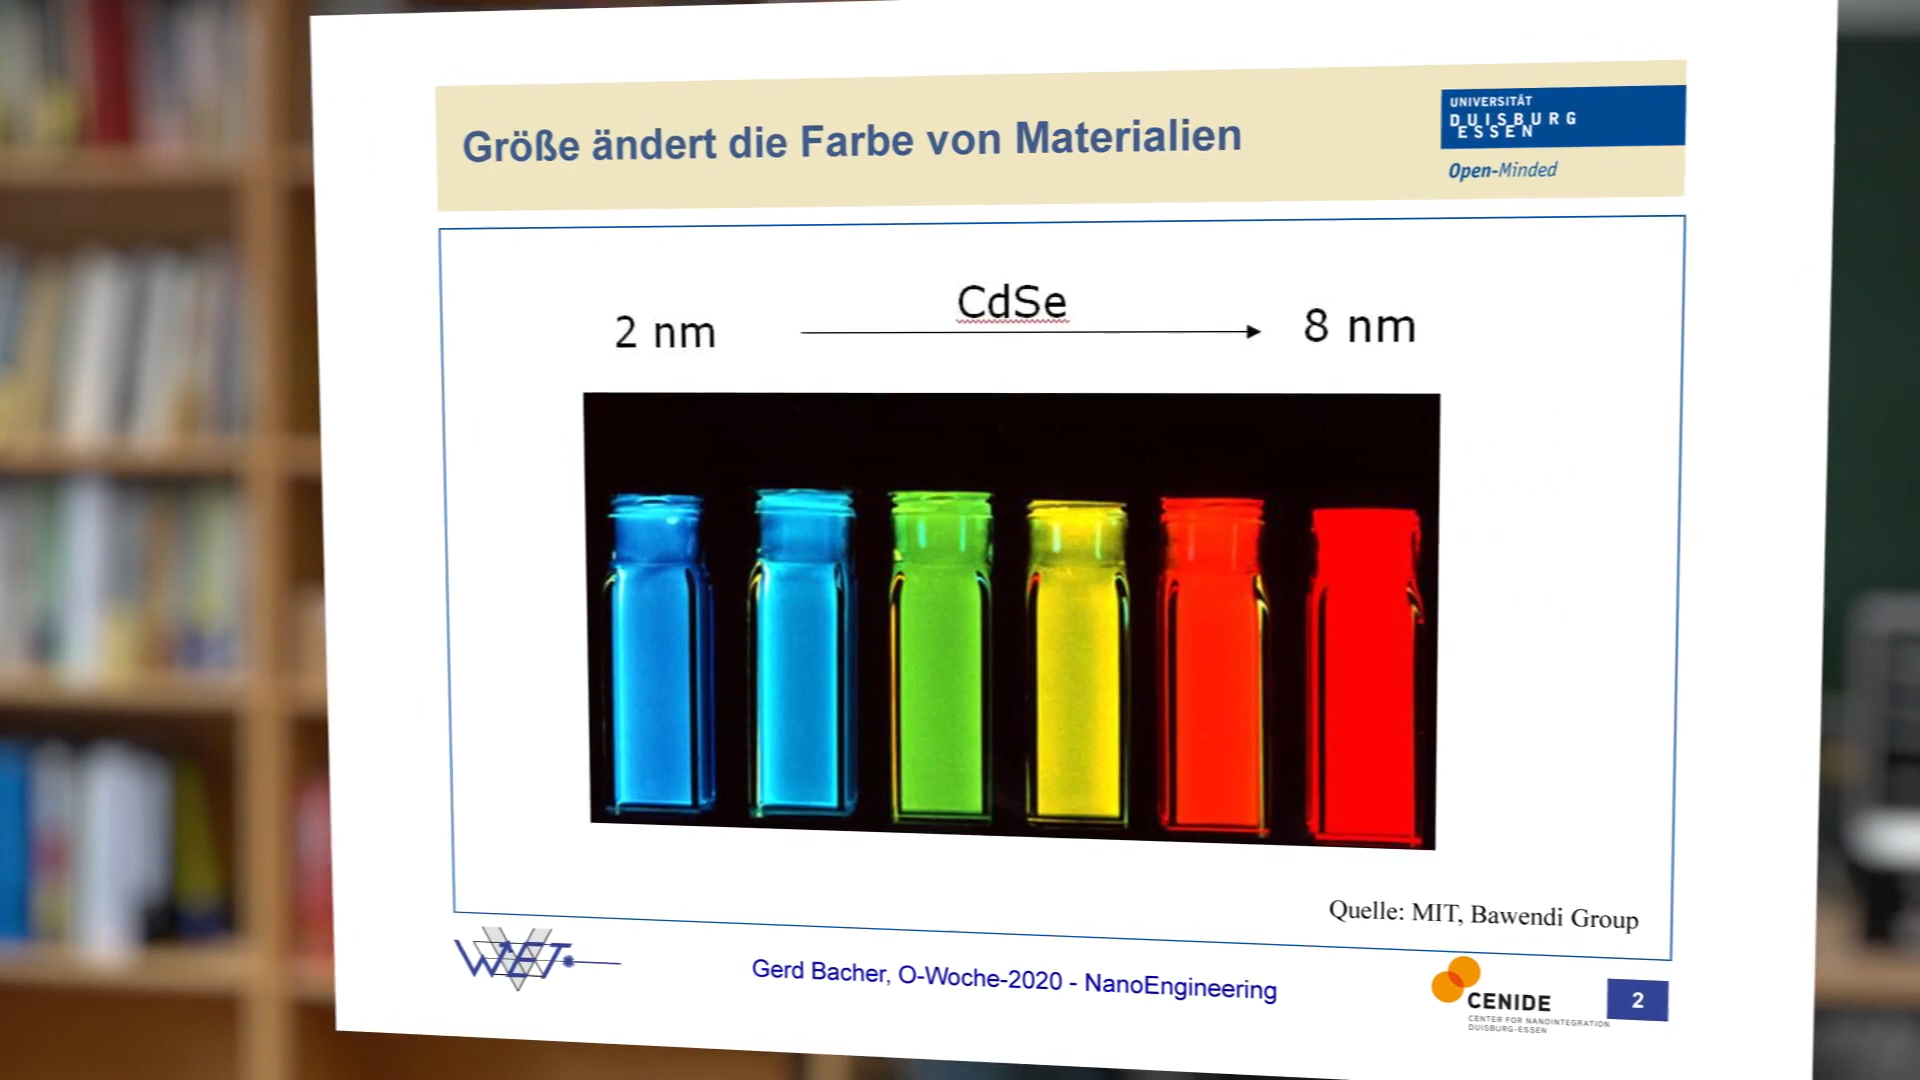 Größe ändert die Farbe von Materialien
UNIVERSITÄT
DUISBURG
ESSEN
Open-Minded
CdSe
2 nm
8 nm
Quelle: MIT, Bawendi Group
WET
Gerd Bacher, O-Woche-2020 - NanoEngineering
CENIDE
CENTER FOR NANOINTEGRATION
DUISBURG-ESSEN
2